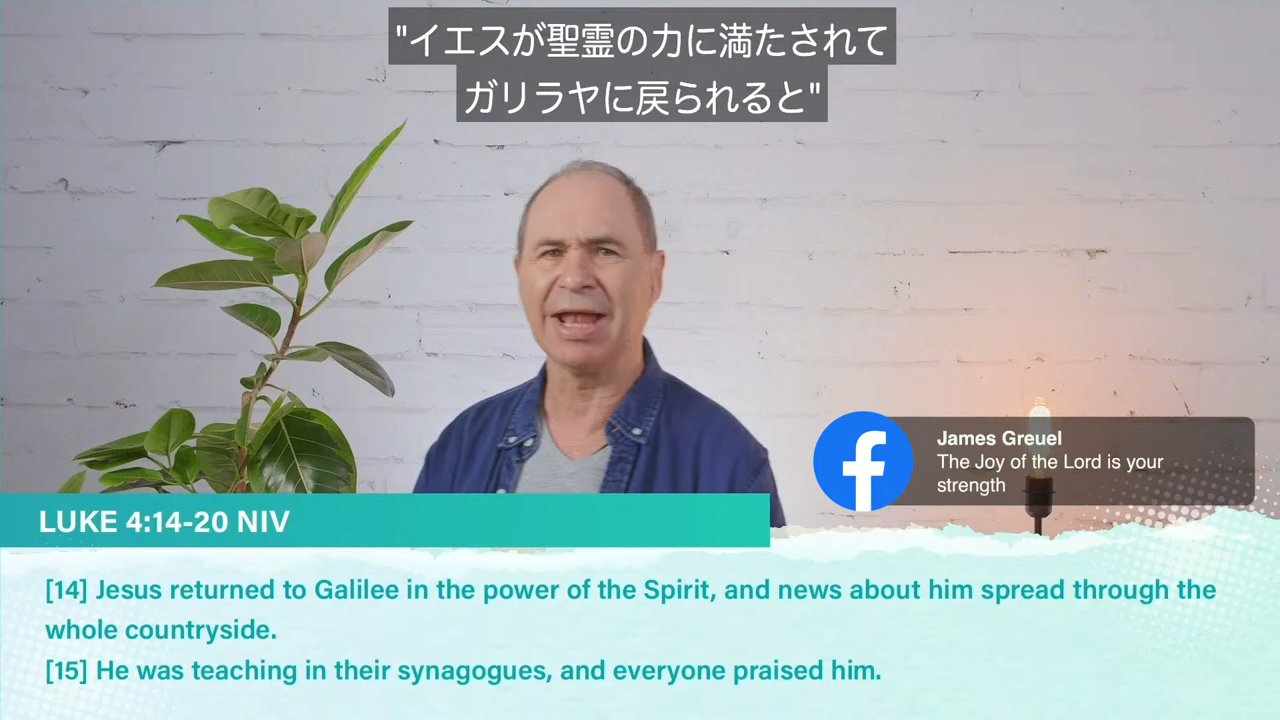 "イエスが聖霊の力に満たされて
ガリラヤに戻られると"
James Greuel
The Joy of the Lord is your
strength
LUKE 4:14-20 NIV
[14] Jesus returned to Galilee in the power of the Spirit, and news about him spread through the
whole countryside.
[15] He was teaching in their synagogues, and everyone praised him.